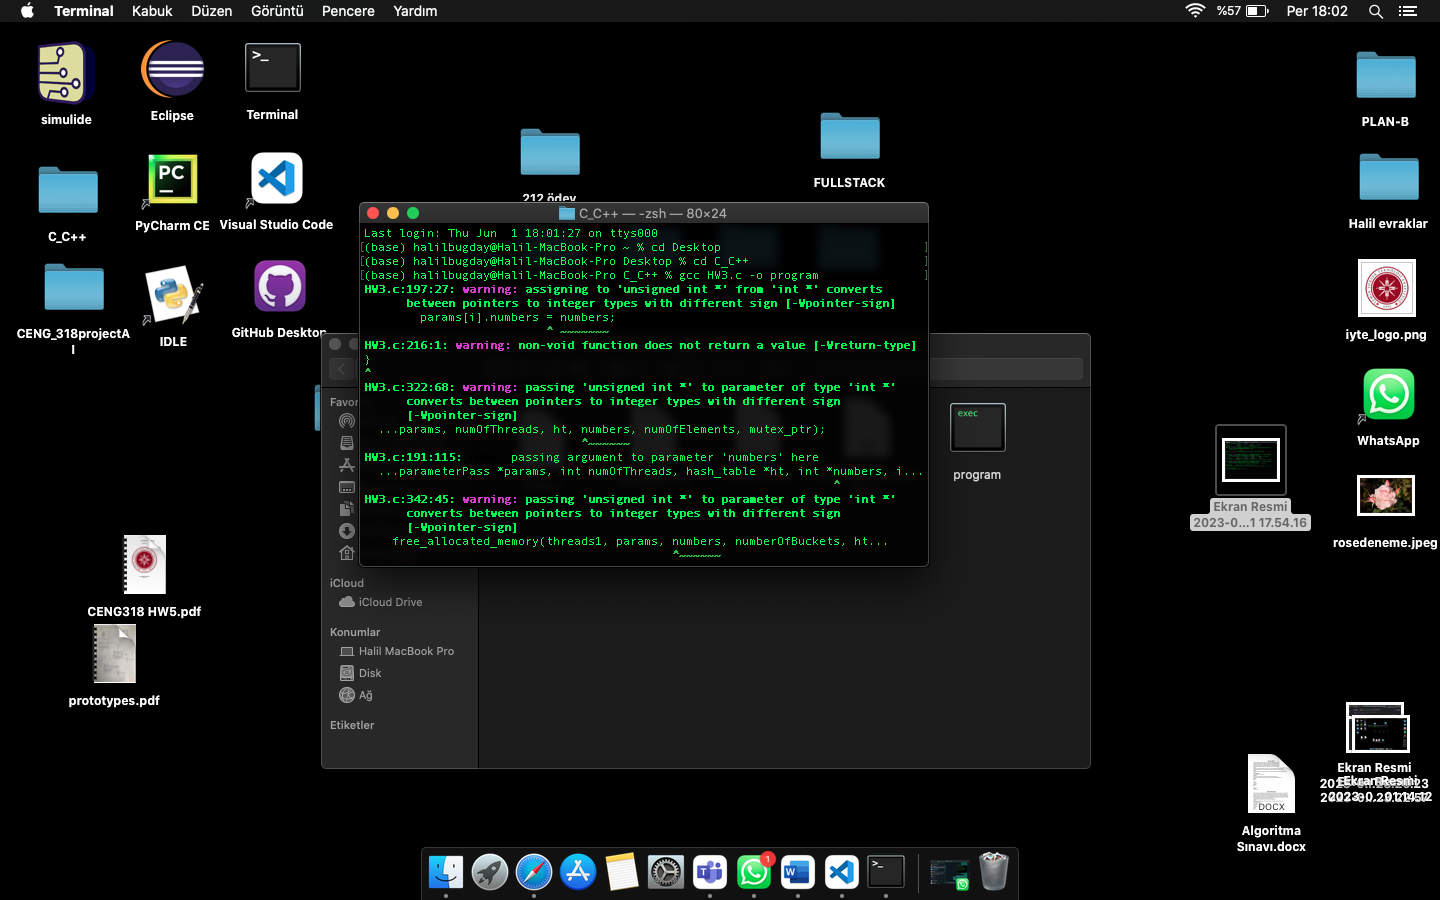 Terminal Kabuk Düzen Görüntü Pencere Yardım
%57 Per 18:02
simulide
Eclipse
Terminal
C_C++
PyCharm CE
Visual Studio Code
CENG_318projectA
I
IDLE
GitHub Desktop
212 ödev
FULLSTACK
PLAN-B
Halil evraklar
iyte_logo.png
WhatsApp
Ekran Resmi
2023-0...1 17.54.16
rosedeneme.jpeg
C_C++ — -zsh — 80×24
Last login: Thu Jun  1 18:01:27 on ttys000
[(base) halilbugday@Halil-MacBook-Pro ~ % cd Desktop ]
[(base) halilbugday@Halil-MacBook-Pro Desktop % cd C_C++ ]
[(base) halilbugday@Halil-MacBook-Pro C_C++ % gcc HW3.c -o program ]
HW3.c:197:27: warning: assigning to 'unsigned int *' from 'int *' converts
between pointers to integer types with different sign [-Wpointer-sign]
params[i].numbers = numbers;
^ ~~~~~~~
HW3.c:216:1: warning: non-void function does not return a value [-Wreturn-type]
}
^
HW3.c:322:68: warning: passing 'unsigned int *' to parameter of type 'int *'
converts between pointers to integer types with different sign
[-Wpointer-sign]
...params, numOfThreads, ht, numbers, numOfElements, mutex_ptr);
^~~~~~~
HW3.c:191:115: passing argument to parameter 'numbers' here
...parameterPass *params, int numOfThreads, hash_table *ht, int *numbers, i...
^
HW3.c:342:45: warning: passing 'unsigned int *' to parameter of type 'int *'
converts between pointers to integer types with different sign
[-Wpointer-sign]
free_allocated_memory(threads1, params, numbers, numberOfBuckets, ht...
^~~~~~~
Favor
exec
program
iCloud
iCloud Drive
Konumlar
Halil MacBook Pro
Disk
Ağ
Etiketler
CENG318 HW5.pdf
prototypes.pdf
DOCX
Algoritma
Sınavı.docx
Ekran Resmi
1